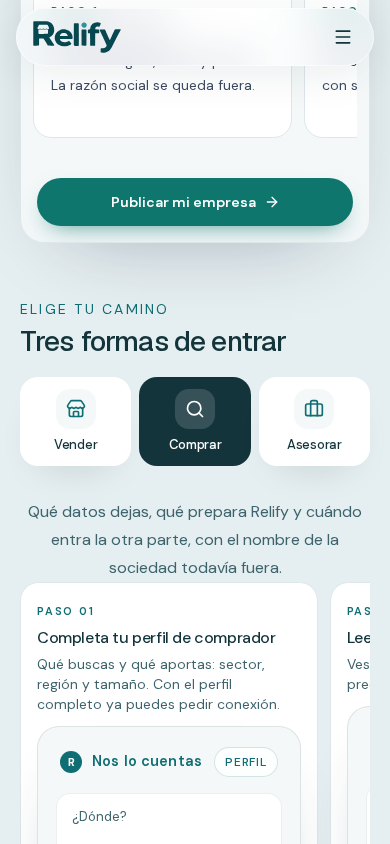 Relify
La razón social se queda fuera.
con s
Publicar mi empresa →
ELIGE TU CAMINO
Tres formas de entrar
Vender
Comprar
Asesorar
Qué datos dejas, qué prepara Relify y cuándo
entra la otra parte, con el nombre de la
sociedad todavía fuera.
PASO 01
Completa tu perfil de comprador
Qué buscas y qué aportas: sector,
región y tamaño. Con el perfil
completo ya puedes pedir conexión.
PAS
Lee
Ves
pre
R
Nos lo cuentas
PERFIL
¿Dónde?